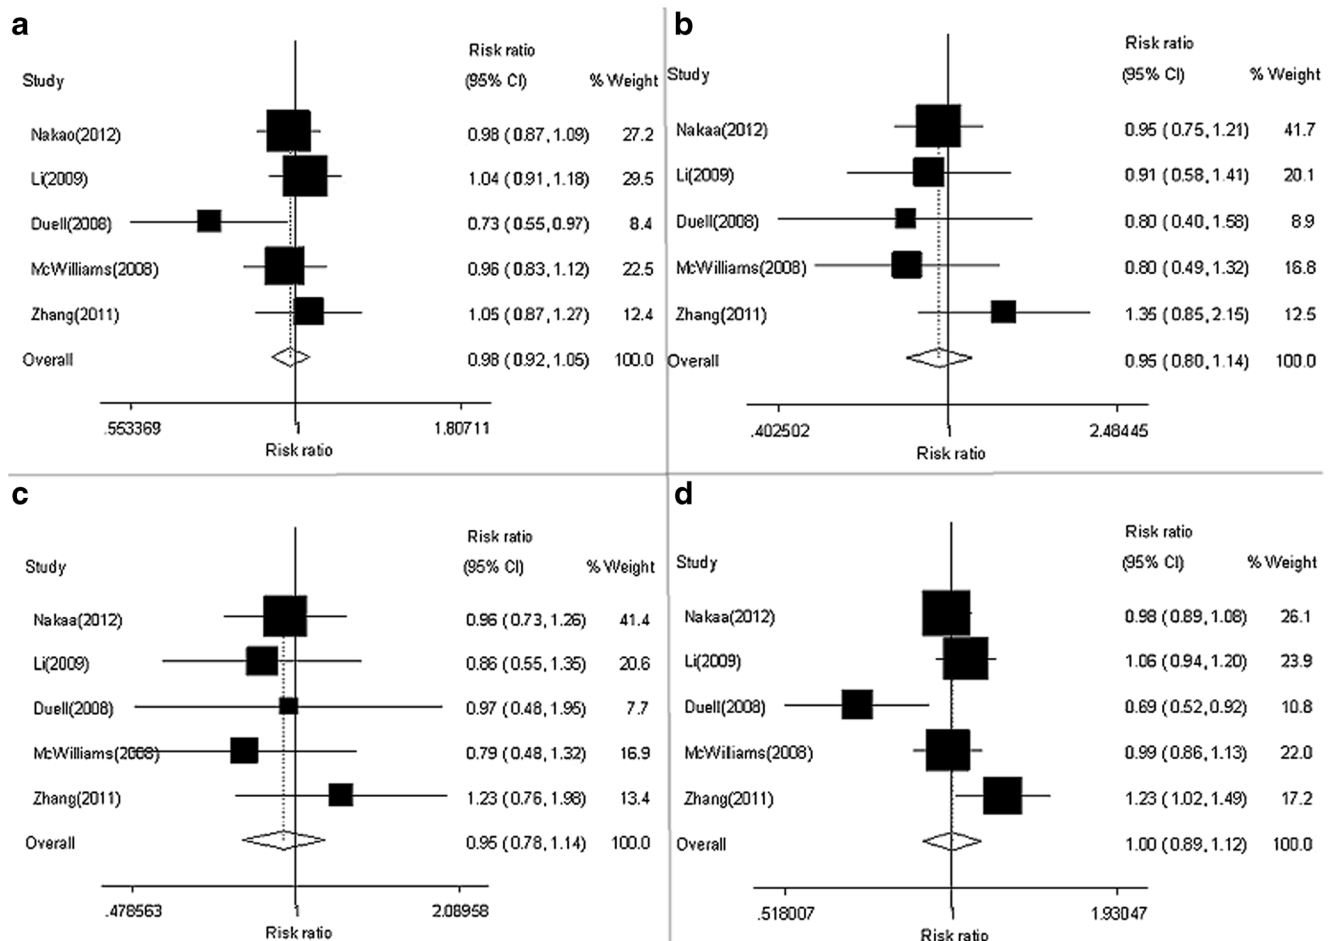 a
Risk ratio
Study (95% CI) % Weight
Nakao(2012) 0.98 (0.87, 1.09) 27.2
Li(2009) 1.04 (0.91, 1.18) 29.5
Duell(2008) 0.73 (0.55, 0.97) 8.4
McWilliams(2008) 0.96 (0.83, 1.12) 22.5
Zhang(2011) 1.05 (0.87, 1.27) 12.4
Overall 0.98 (0.92, 1.05) 100.0
.553369 1 1.80711
Risk ratio
b
Risk ratio
Study (95% CI) % Weight
Nakaa(2012) 0.95 (0.75, 1.21) 41.7
Li(2009) 0.91 (0.58, 1.41) 20.1
Duell(2008) 0.80 (0.40, 1.58) 8.9
McWilliams(2008) 0.80 (0.49, 1.32) 16.8
Zhang(2011) 1.35 (0.85, 2.15) 12.5
Overall 0.95 (0.80, 1.14) 100.0
.402502 1 2.48445
Risk ratio
c
Risk ratio
Study (95% CI) % Weight
Nakaa(2012) 0.96 (0.73, 1.26) 41.4
Li(2009) 0.86 (0.55, 1.35) 20.6
Duell(2008) 0.97 (0.48, 1.95) 7.7
McWilliams(2008) 0.79 (0.48, 1.32) 16.9
Zhang(2011) 1.23 (0.76, 1.98) 13.4
Overall 0.95 (0.78, 1.14) 100.0
.478563 1 2.08958
Risk ratio
d
Risk ratio
Study (95% CI) % Weight
Nakaa(2012) 0.98 (0.89, 1.08) 26.1
Li(2009) 1.06 (0.94, 1.20) 23.9
Duell(2008) 0.69 (0.52, 0.92) 10.8
McWilliams(2008) 0.99 (0.86, 1.13) 22.0
Zhang(2011) 1.23 (1.02, 1.49) 17.2
Overall 1.00 (0.89, 1.12) 100.0
.518007 1 1.93047
Risk ratio